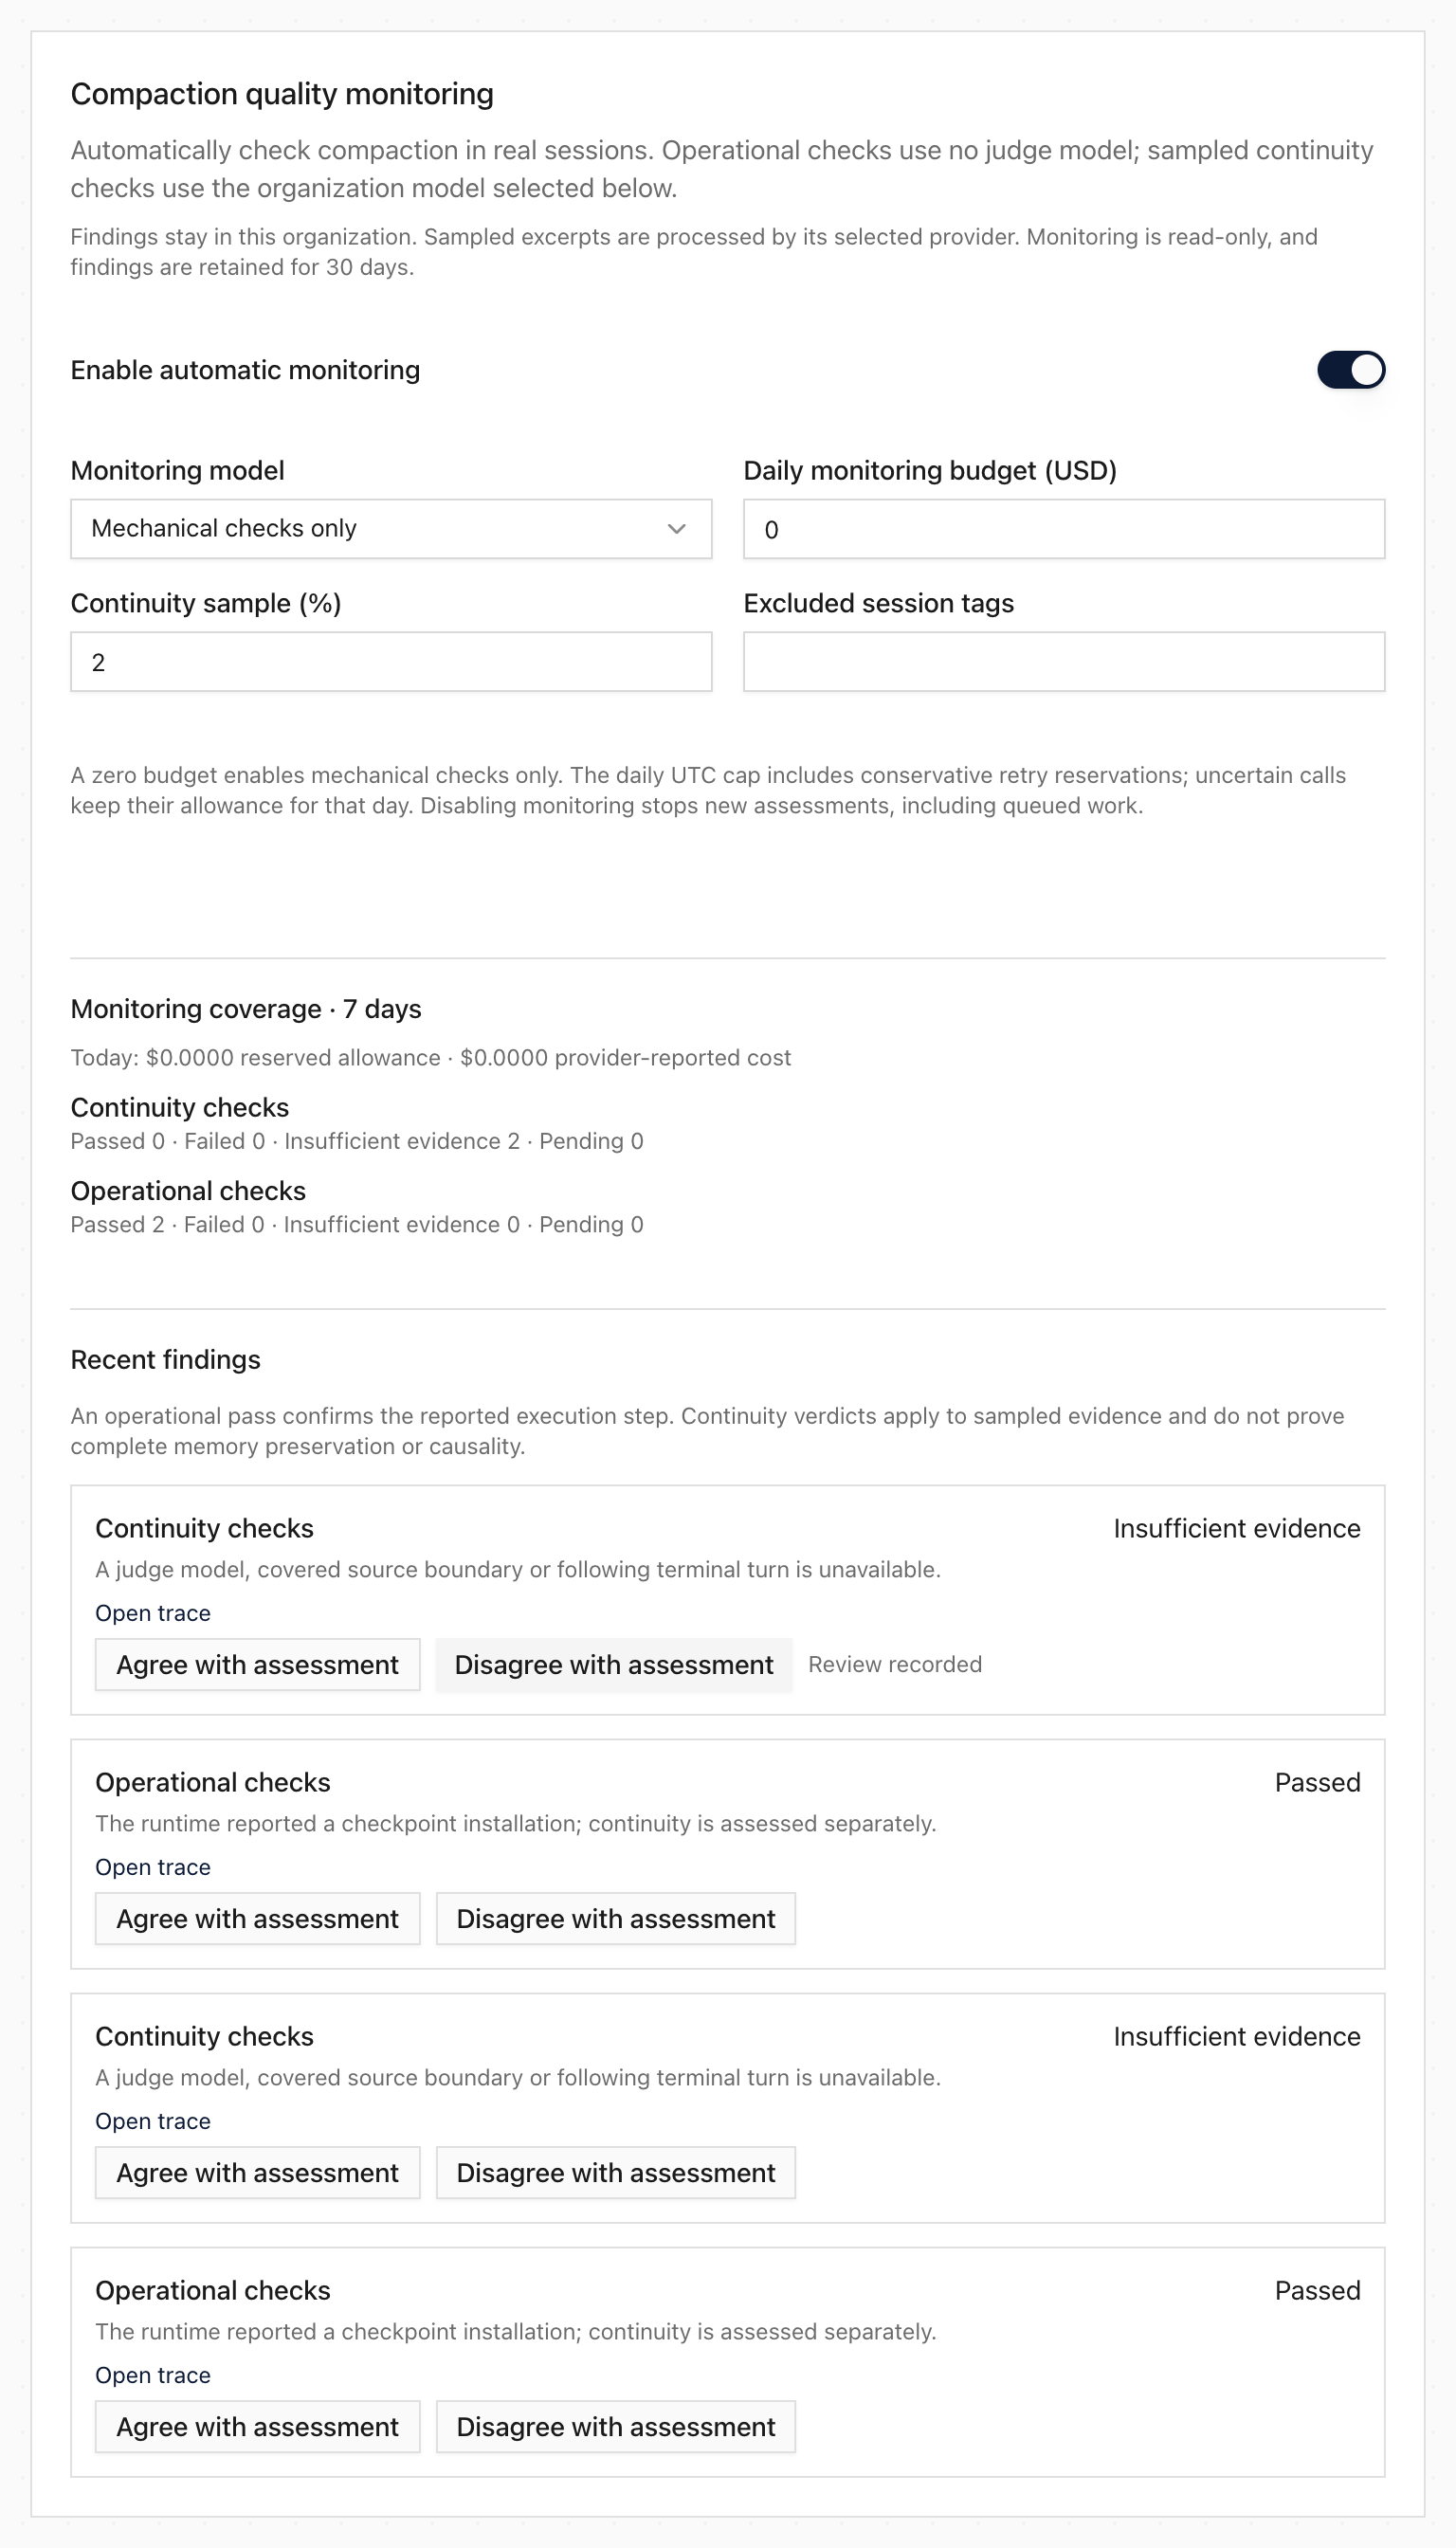 Compaction quality monitoring
Automatically check compaction in real sessions. Operational checks use no judge model; sampled continuity
checks use the organization model selected below.
Findings stay in this organization. Sampled excerpts are processed by its selected provider. Monitoring is read-only, and
findings are retained for 30 days.
Enable automatic monitoring
Monitoring model
Daily monitoring budget (USD)
Mechanical checks only
0
Continuity sample (%)
Excluded session tags
2
A zero budget enables mechanical checks only. The daily UTC cap includes conservative retry reservations; uncertain calls
keep their allowance for that day. Disabling monitoring stops new assessments, including queued work.
Monitoring coverage · 7 days
Today: $0.0000 reserved allowance · $0.0000 provider-reported cost
Continuity checks
Passed 0 · Failed 0 · Insufficient evidence 2 · Pending 0
Operational checks
Passed 2 · Failed 0 · Insufficient evidence 0 · Pending 0
Recent findings
An operational pass confirms the reported execution step. Continuity verdicts apply to sampled evidence and do not prove
complete memory preservation or causality.
Continuity checks
Insufficient evidence
A judge model, covered source boundary or following terminal turn is unavailable.
Open trace
Agree with assessment
Disagree with assessment
Review recorded
Operational checks
Passed
The runtime reported a checkpoint installation; continuity is assessed separately.
Open trace
Agree with assessment
Disagree with assessment
Continuity checks
Insufficient evidence
A judge model, covered source boundary or following terminal turn is unavailable.
Open trace
Agree with assessment
Disagree with assessment
Operational checks
Passed
The runtime reported a checkpoint installation; continuity is assessed separately.
Open trace
Agree with assessment
Disagree with assessment